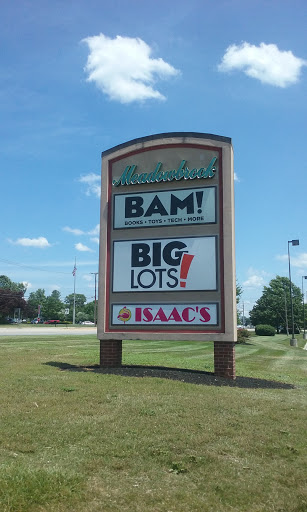 Meadowbrook
BAM!
BOOKS • TOYS • TECH • MORE
BIG
LOTS!
ISAAC'S